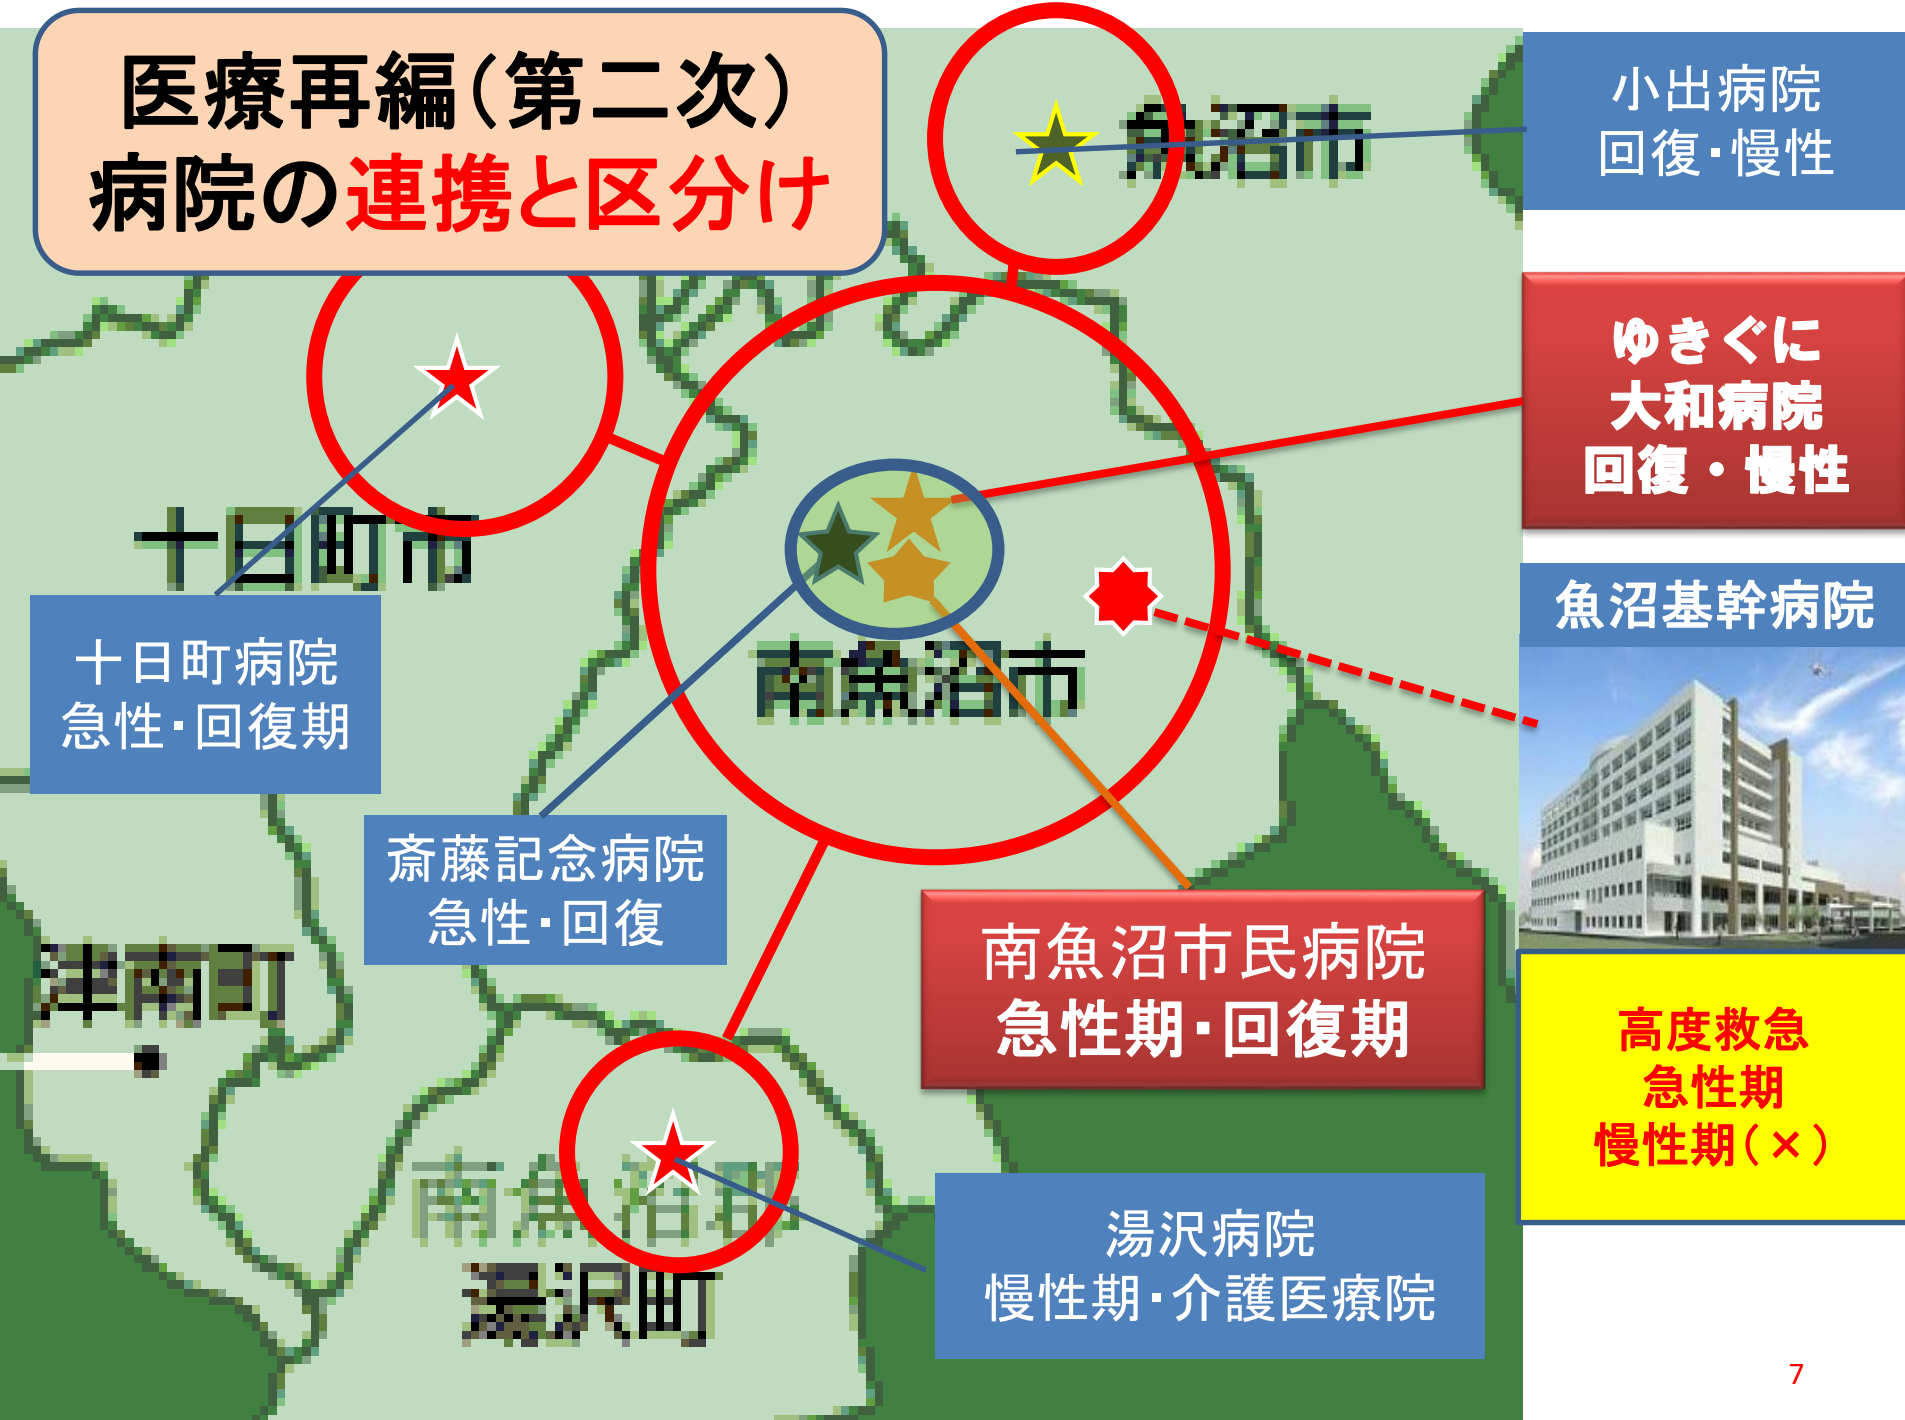 医療再編(第二次)
病院の連携と区分け
魚沼市
小出病院
回復・慢性
ゆきぐに
大和病院
回復・慢性
十日町市
十日町病院
急性・回復期
南魚沼市
魚沼基幹病院
斎藤記念病院
急性・回復
南魚沼市民病院
急性期・回復期
高度救急
急性期
慢性期(×)
津南町
南魚沼郡
湯沢町
湯沢病院
慢性期・介護医療院
7